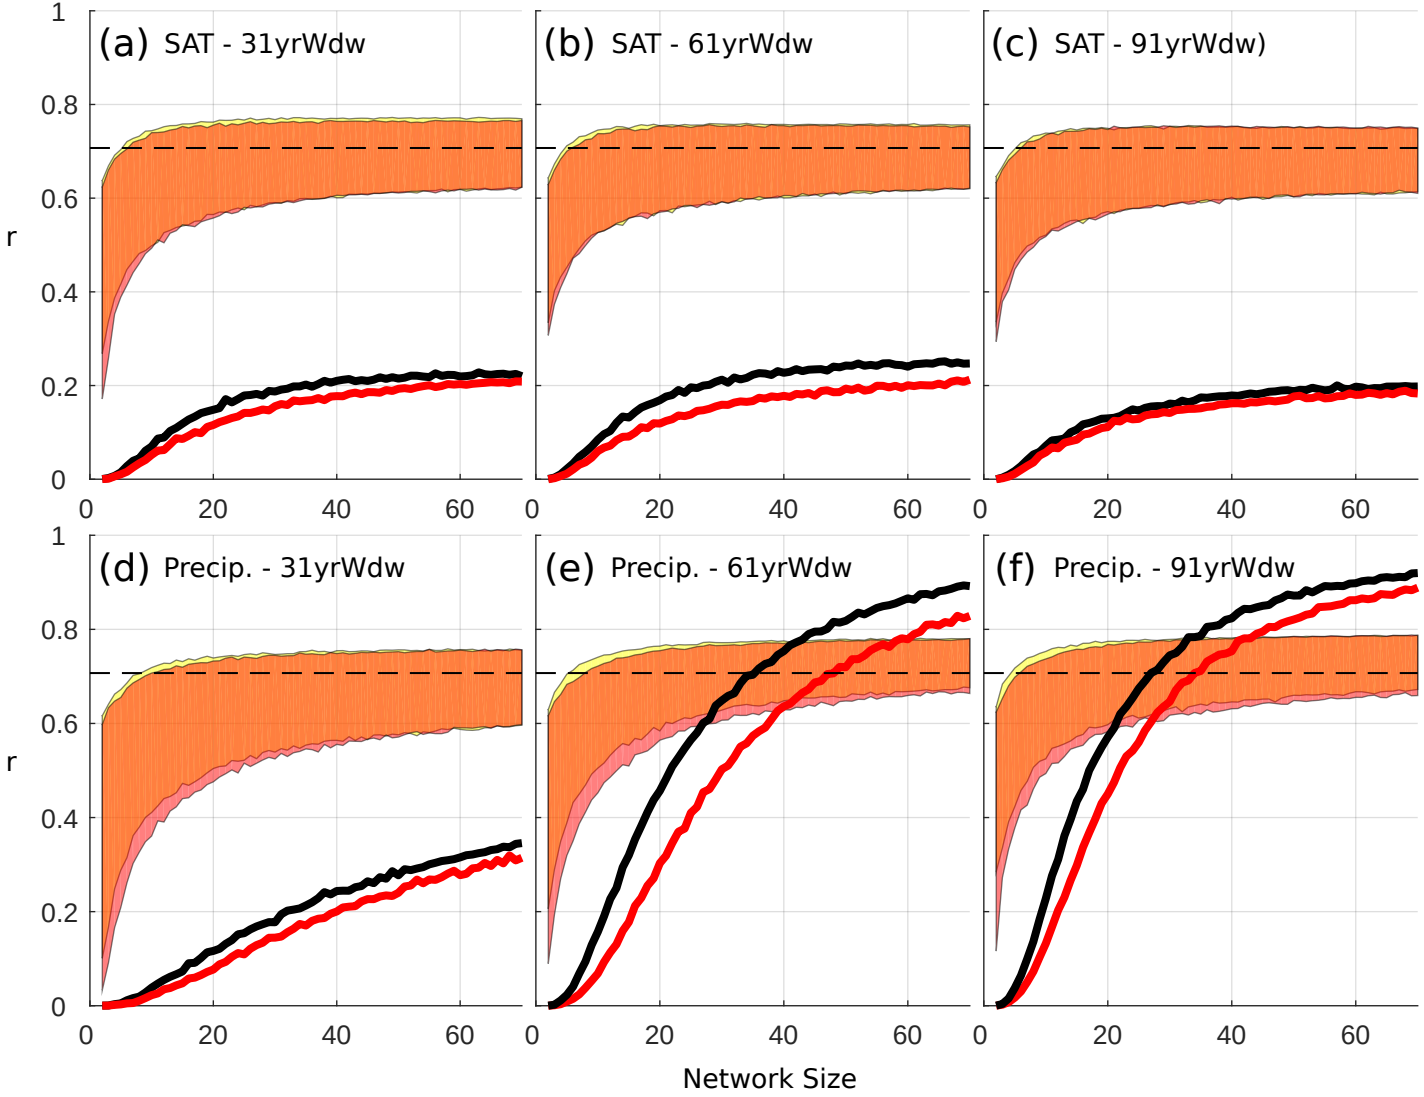 1
(a) SAT - 31yrWdw
(b) SAT - 61yrWdw
(c) SAT - 91yrWdw)
0.8
0.6
r
0.4
0.2
0
0 20 40 60 0 20 40 60 0 20 40 60
1
(d) Precip. - 31yrWdw
(e) Precip. - 61yrWdw
(f) Precip. - 91yrWdw
0.8
0.6
r
0.4
0.2
0
0 20 40 60 0 20 40 60 0 20 40 60
Network Size